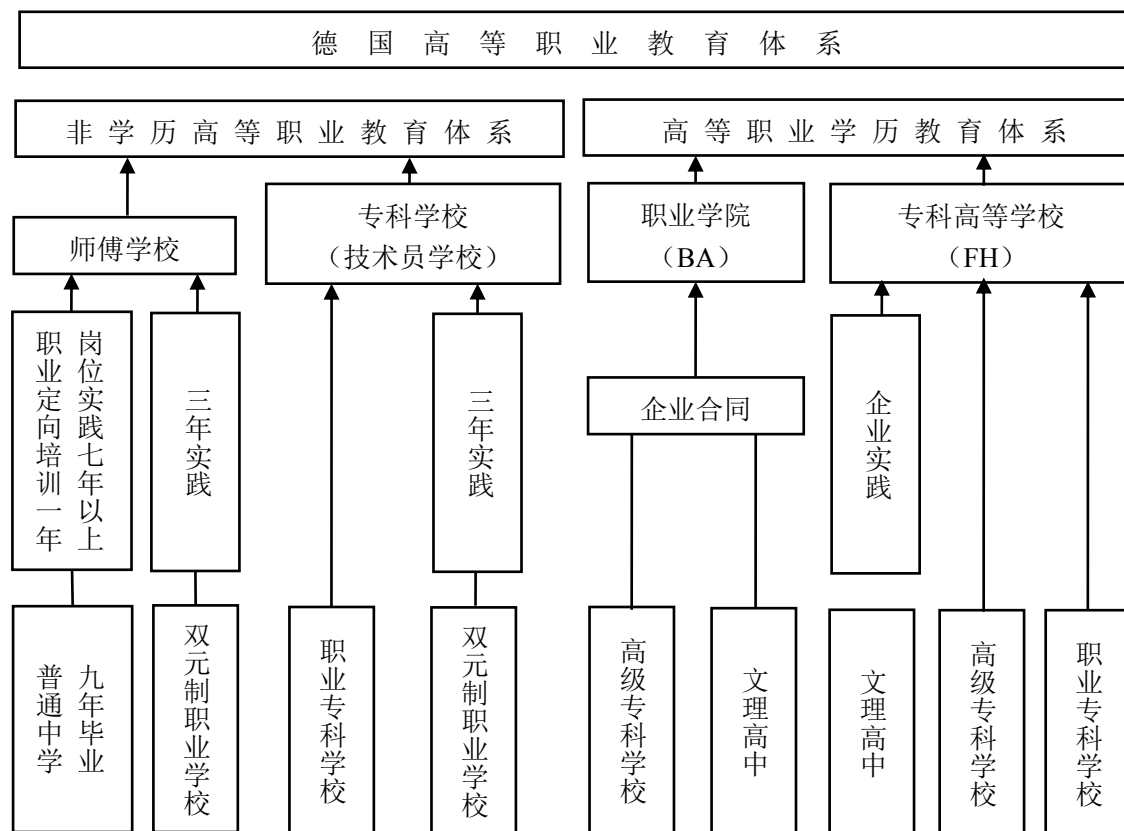 德国高等职业教育体系
非学历高等职业教育体系
高等职业学历教育体系
师傅学校
专科学校
（技术员学校）
职业学院
（BA）
专科高等学校
（FH）
岗位实践七年以上
职业定向培训一年
三年实践
三年实践
企业合同
企业实践
九年毕业
普通中学
双元制职业学校
职业专科学校
双元制职业学校
高级专科学校
文理高中
文理高中
高级专科学校
职业专科学校